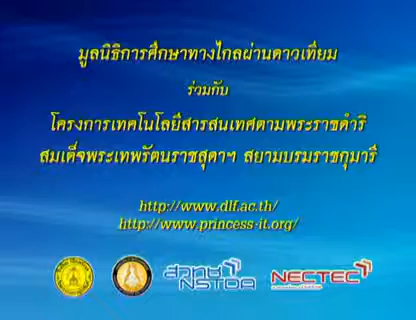 มูลนิธิการศึกษาทางไกลผ่านดาวเทียม
ร่วมกับ
โครงการเทคโนโลยีสารสนเทศตามพระราชดำริ
สมเด็จพระเทพรัตนราชสุดาฯ สยามบรมราชกุมารี
http://www.dlf.ac.th/
http://www.princess-it.org/
สวทช
NSTDA
NECTEC